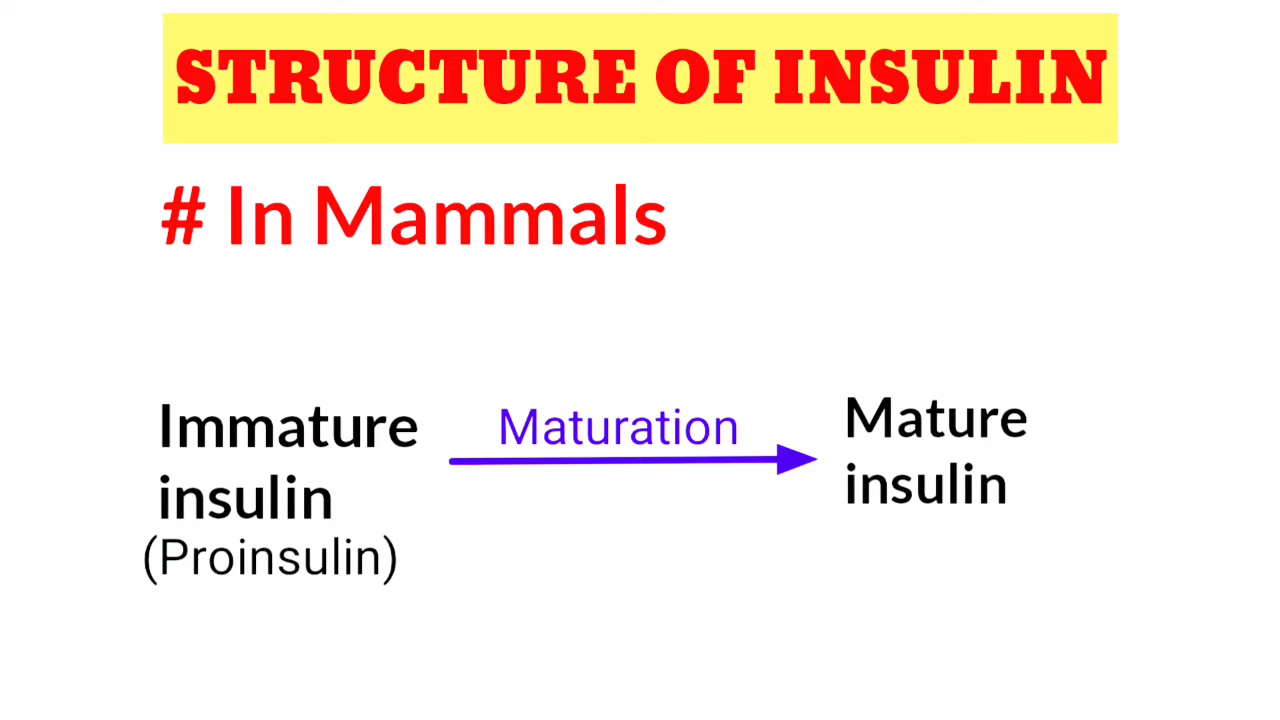 STRUCTURE OF INSULIN
# In Mammals
Immature
insulin
(Proinsulin)
Maturation
Mature
insulin